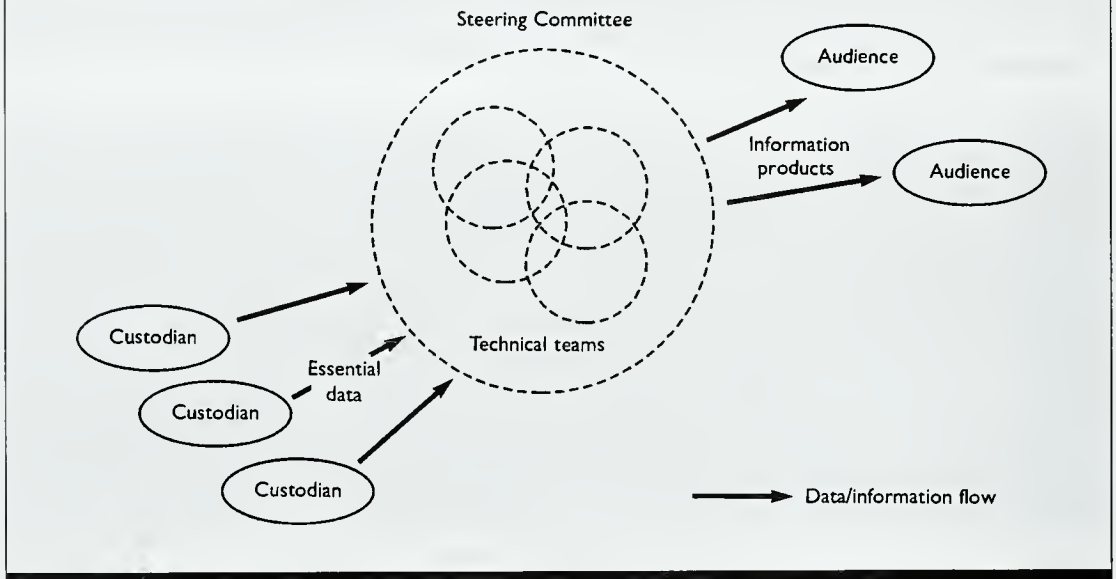 Steering Committee
Audience
Information
products
Audience
Technical teams
Custodian
Essential
data
Custodian
Custodian
Data/information flow